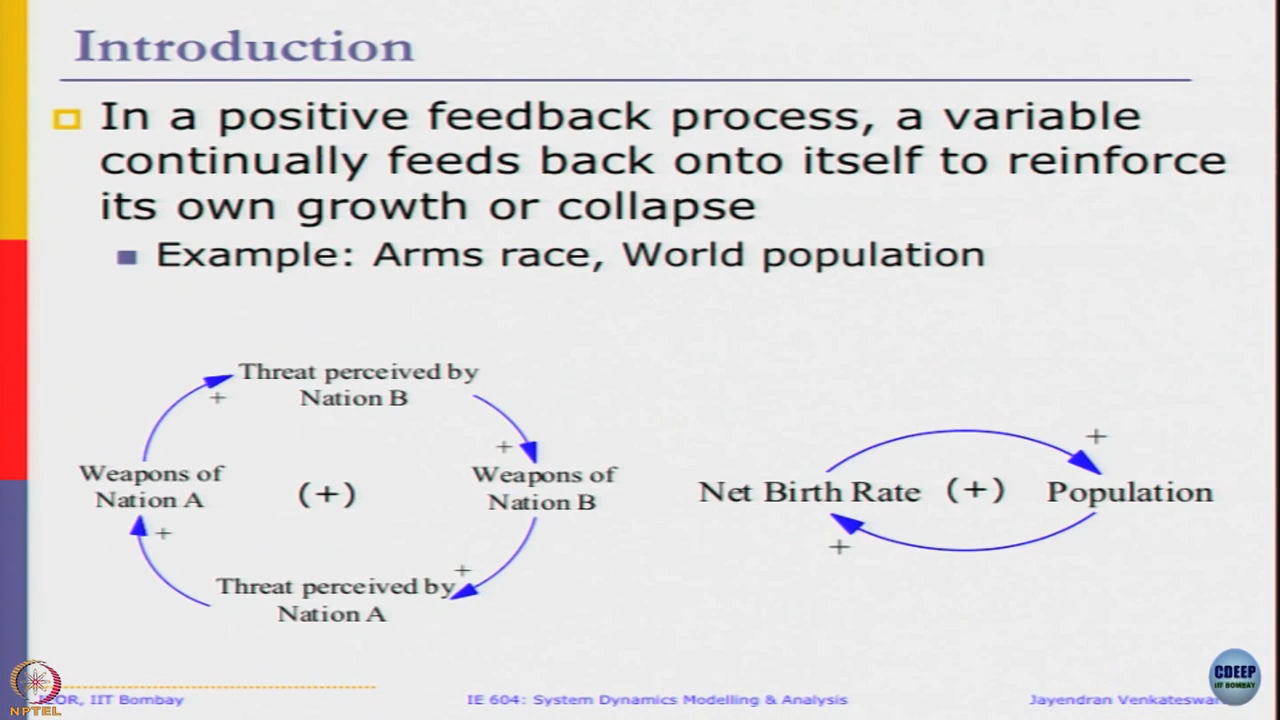 Introduction
In a positive feedback process, a variable
continually feeds back onto itself to reinforce
its own growth or collapse
Example: Arms race, World population
Threat perceived by
Nation B
+
+
Weapons of
Nation A
(+)
Weapons of
Nation B
+
+
Threat perceived by
Nation A
+
Net Birth Rate (+) Population
+
CDEEP
IIT BOMBAY
NPTEL
IIT Bombay
IE 604: System Dynamics Modelling & Analysis
Jayendran